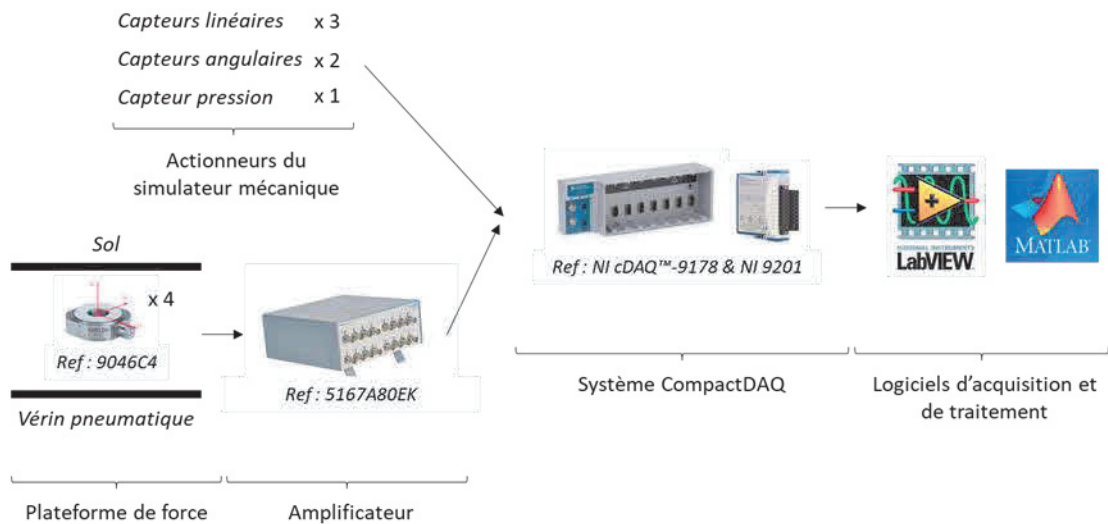 Capteurs linéaires x 3
Capteurs angulaires x 2
Capteur pression x 1
Actionneurs du
simulateur mécanique
Sol
x 4
Ref : 9046C4
Vérin pneumatique
Plateforme de force
Ref : 5167A80EK
Amplificateur
Ref : NI cDAQ™-9178 & NI 9201
Système CompactDAQ
NATIONAL INSTRUMENTS
LabVIEW
MATLAB
Logiciels d'acquisition et
de traitement